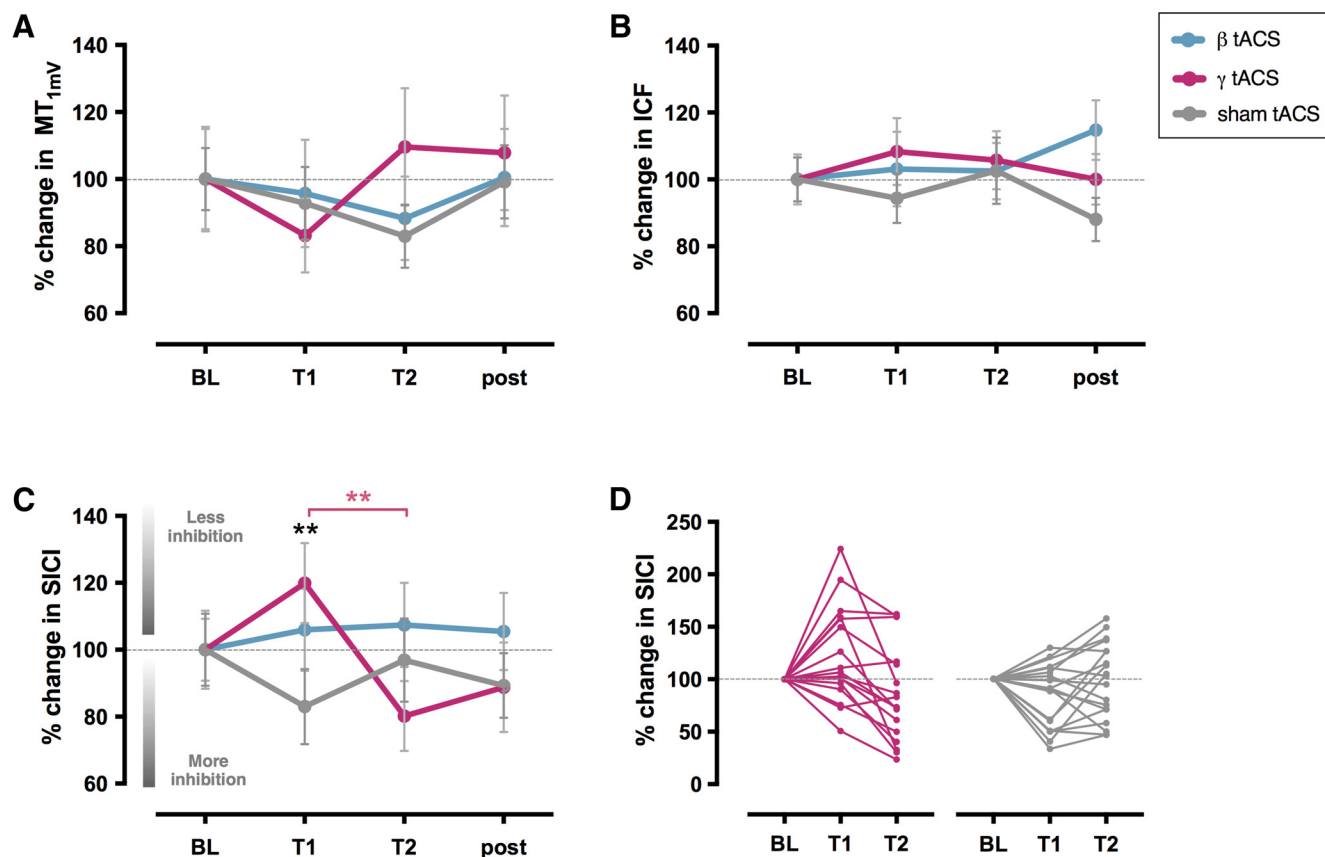 A
% change in MT1mV
140
120
100
80
60
BL T1 T2 post
B
% change in ICF
140
120
100
80
60
BL T1 T2 post
β tACS
γ tACS
sham tACS
C
% change in SICI
140
120
100
80
60
Less
inhibition
More
inhibition
**
**
BL T1 T2 post
D
% change in SICI
250
200
150
100
50
0
BL T1 T2 BL T1 T2